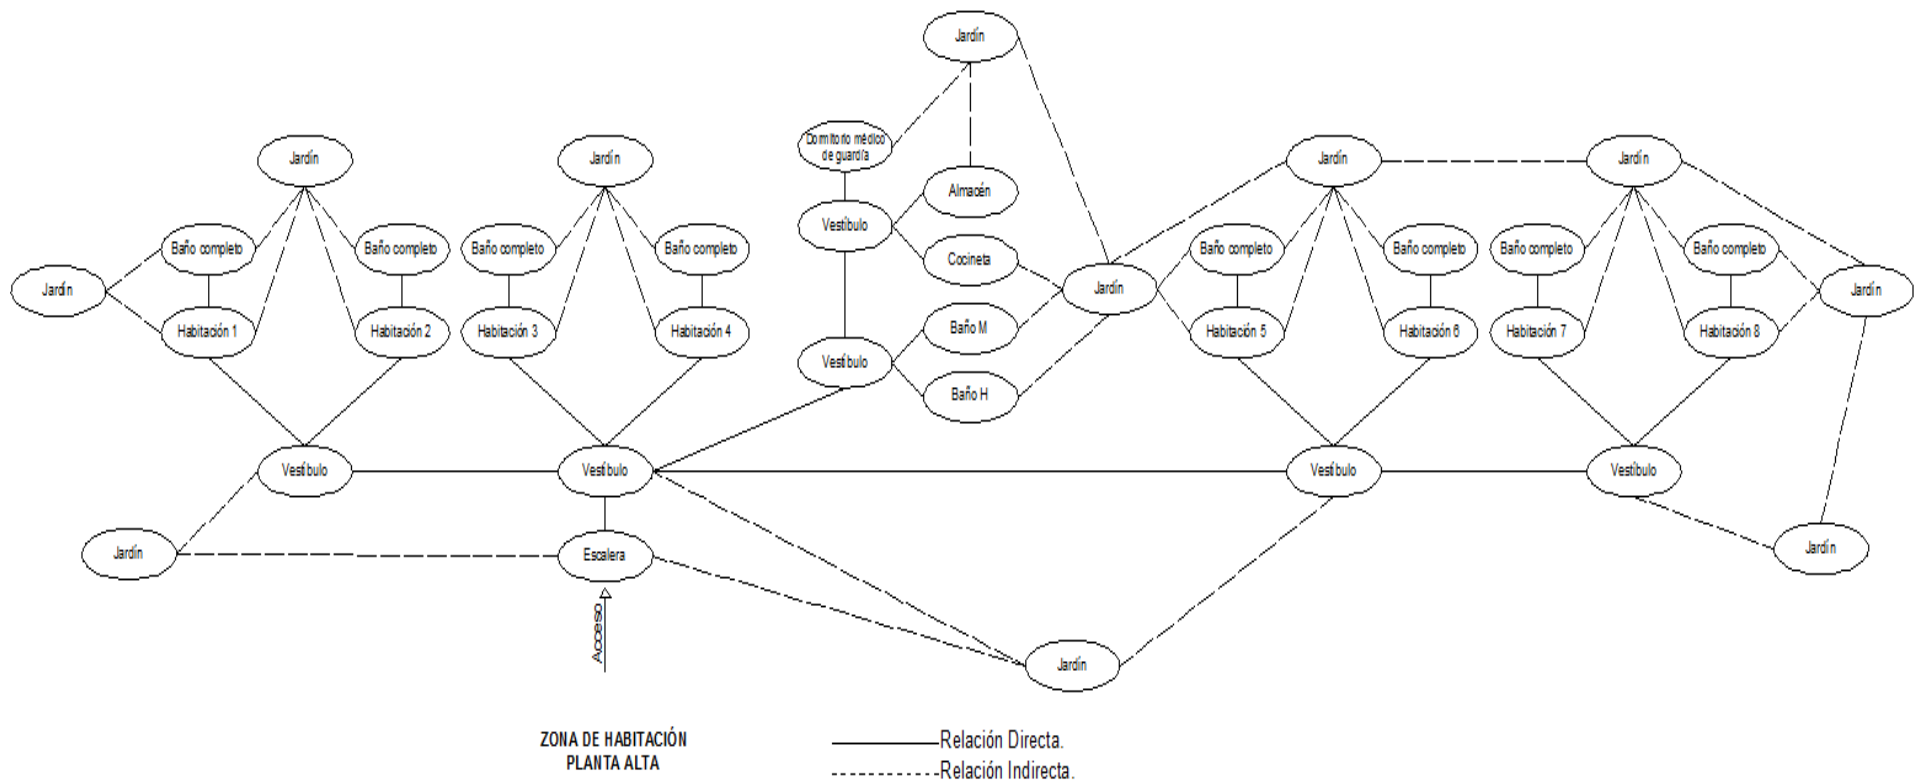 Jardín
Dormitorio médico
de guardía
Jardín
Jardín
Jardín
Jardín
Almacén
Vestíbulo
Baño completo
Baño completo
Baño completo
Baño completo
Cocineta
Baño completo
Baño completo
Baño completo
Baño completo
Jardín
Jardín
Jardín
Habitación 1
Habitación 2
Habitación 3
Habitación 4
Baño M
Habitación 5
Habitación 6
Habitación 7
Habitación 8
Vestíbulo
Baño H
Vestíbulo
Vestíbulo
Vestíbulo
Vestíbulo
Jardín
Escalera
Jardín
Acceso
Jardín
ZONA DE HABITACIÓN
PLANTA ALTA
Relación Directa.
Relación Indirecta.